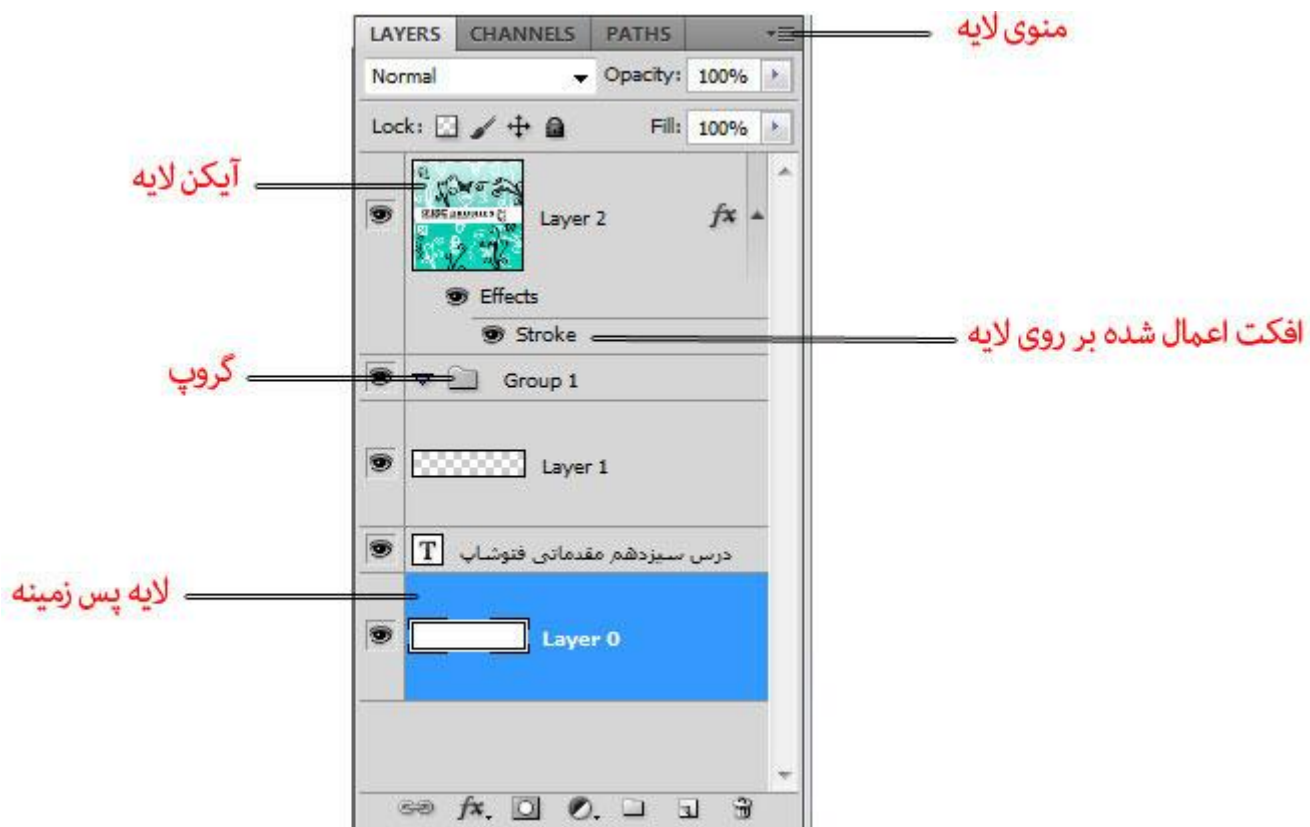 منوی لایه
LAYERS CHANNELS PATHS
Normal Opacity: 100%
Lock: Fill: 100%
آیکن لایه
Layer 2 fx
Effects
Stroke
افکت اعمال شده بر روی لایه
گروپ
Group 1
Layer 1
T درس سیزدهم مقدماتی فتوشاپ
لایه پس زمینه
Layer 0
fx.